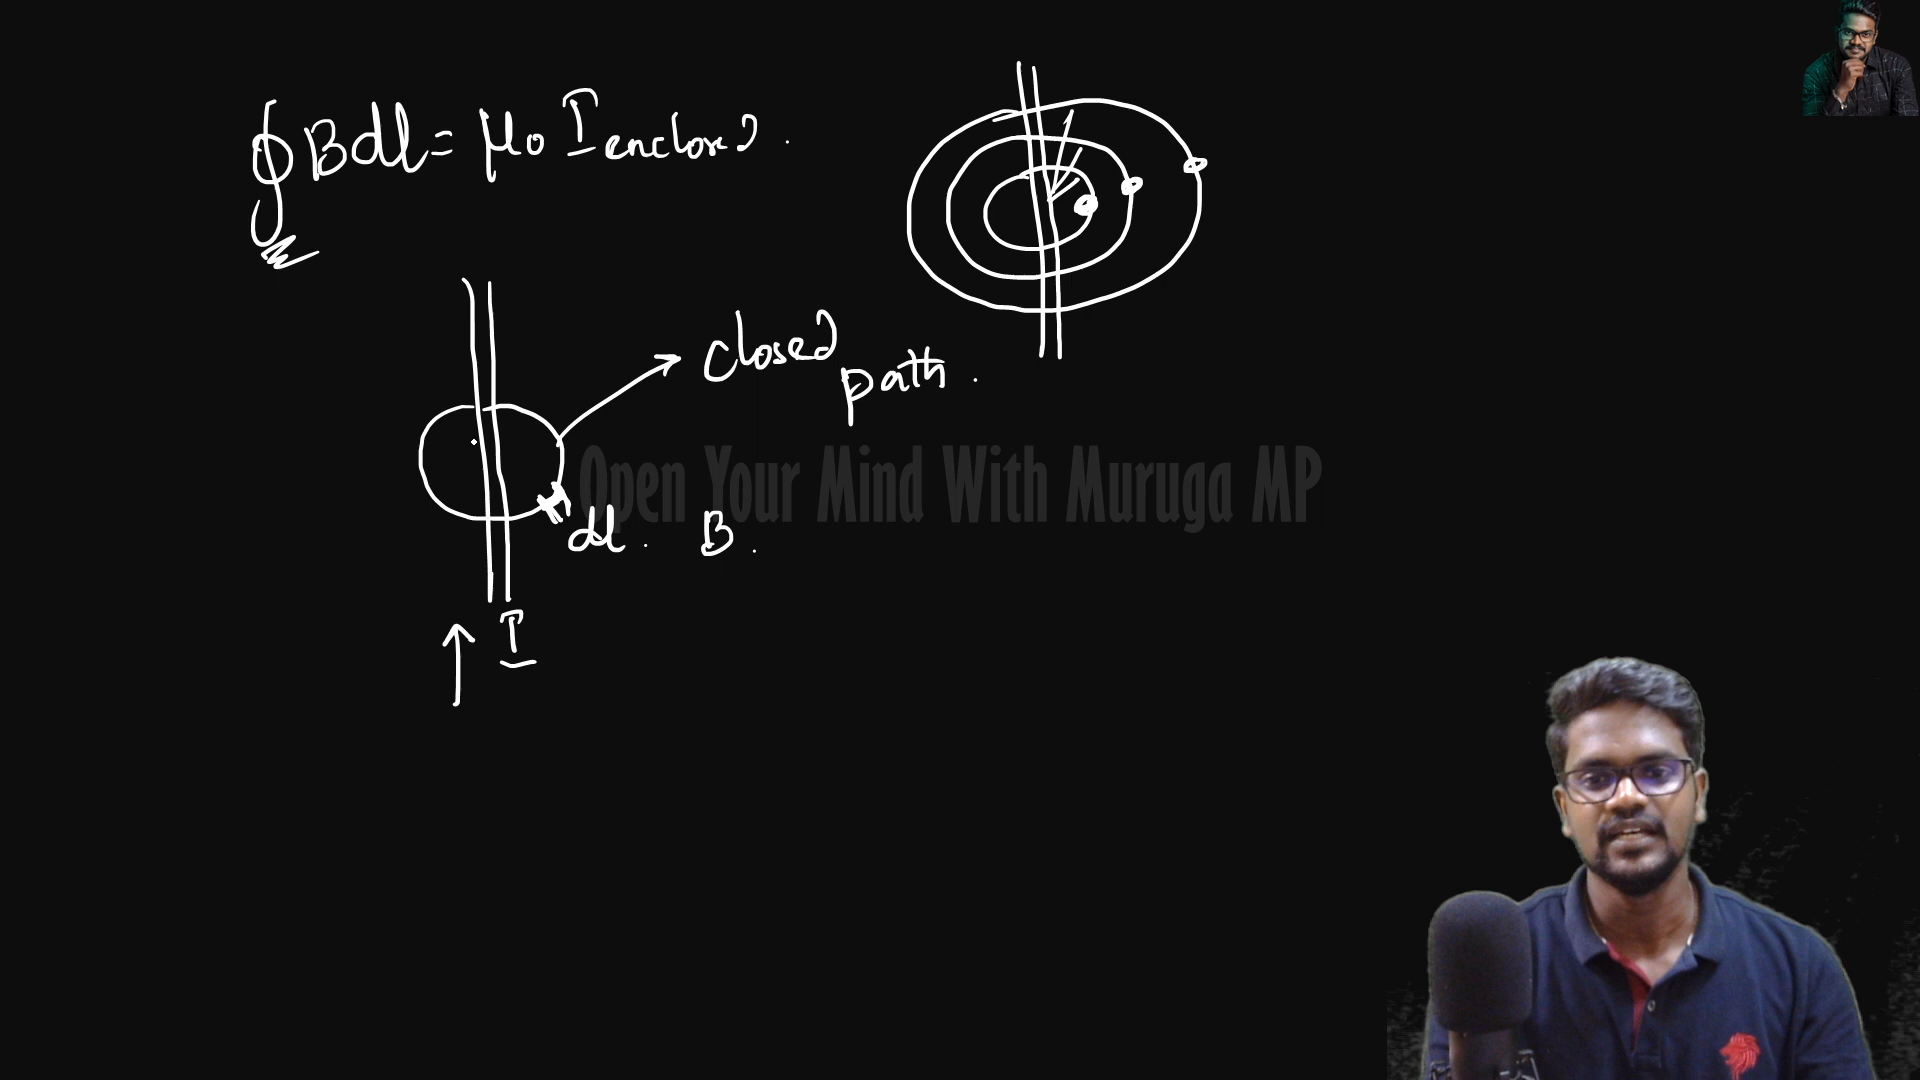 ∮Bdl = μ₀ I enclosed.
closed
path.
Open Your Mind With Muruga MP
dl. B.
I